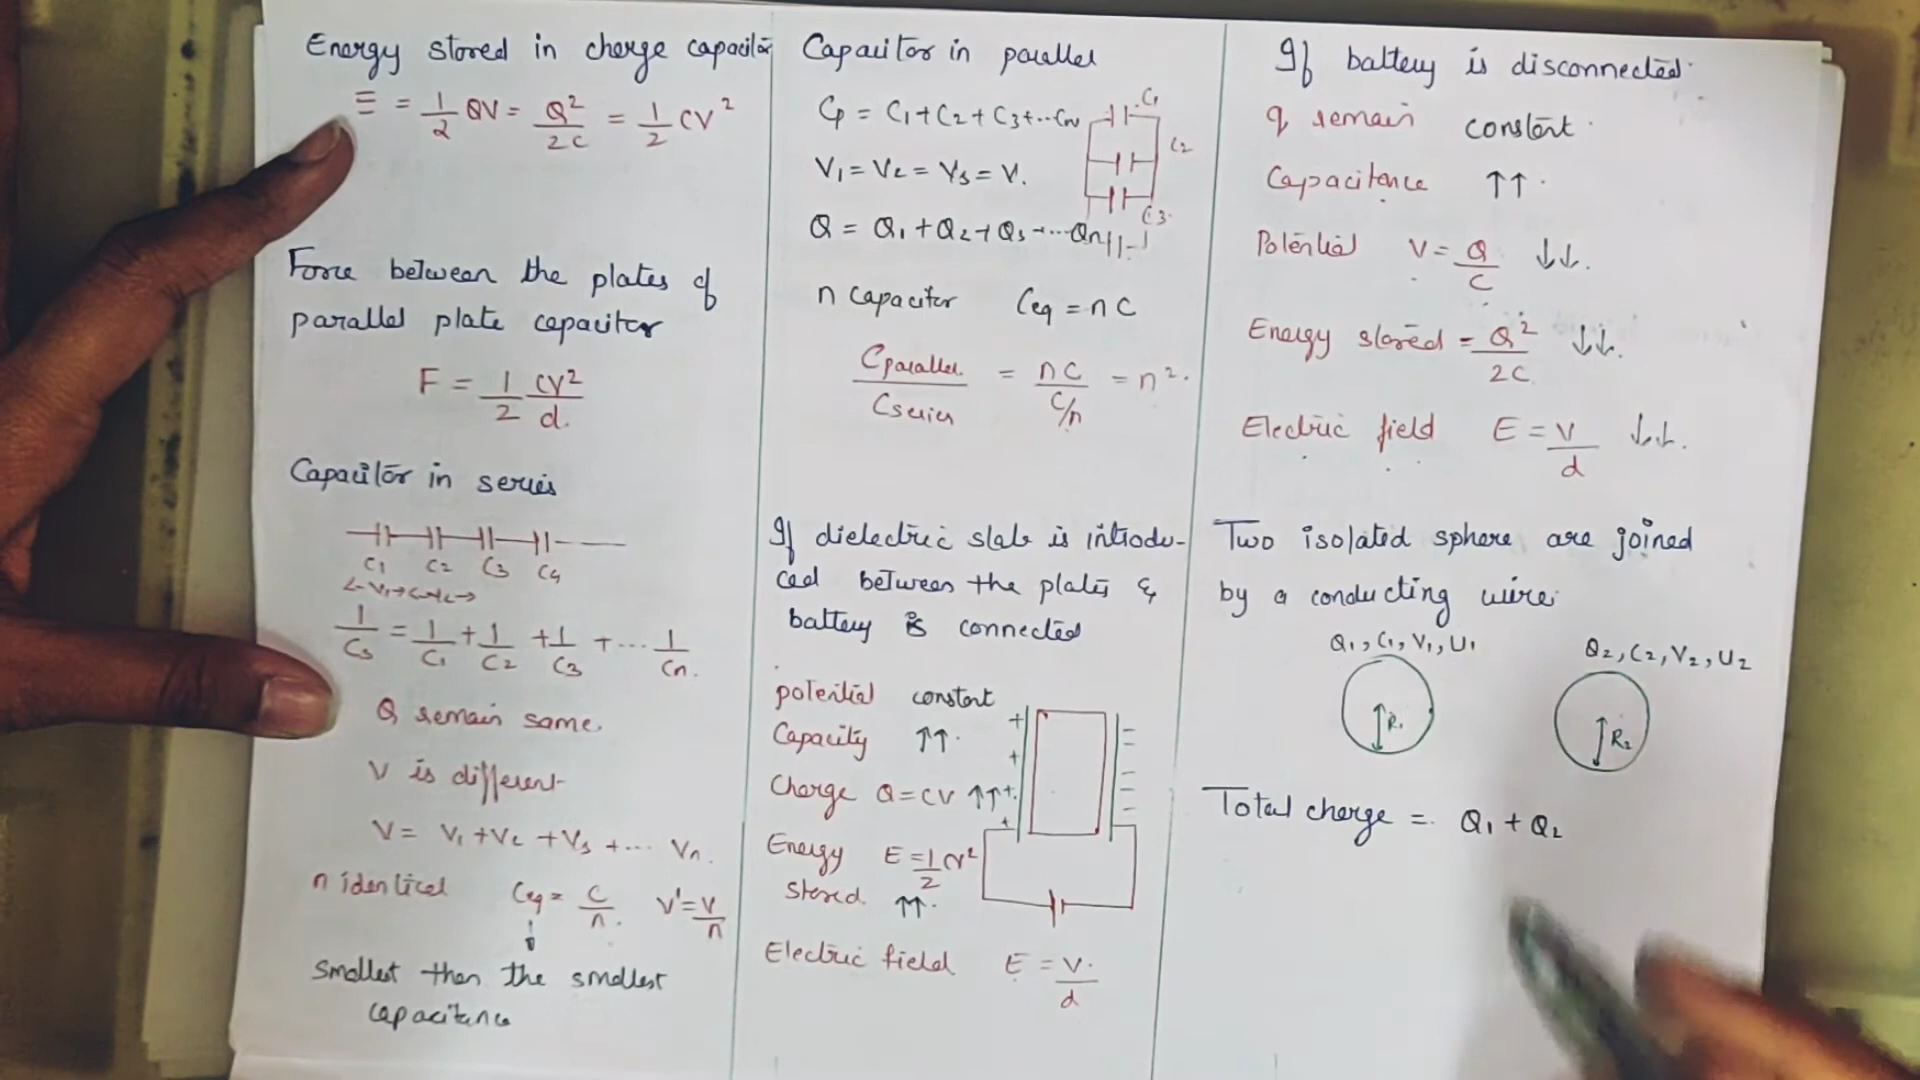 Energy stored in charge capacitor
E = 1/2 QV = Q²/2C = 1/2 CV²
Force between the plates of
parallel plate capacitor
F = 1/2 CV²/d.
Capacitor in series
C1 C2 C3 C4
1/Cs = 1/C1 + 1/C2 + 1/C3 + ... 1/Cn.
Q remain same.
V is different
V = V1 + V2 + V3 + ... Vn.
n identical Ceq = C/n. V' = V/n
Smallest than the smallest
capacitance
Capacitor in parallel
Cp = C1 + C2 + C3 + ... Cn
C1
C2
C3.
V1 = V2 = V3 = V.
Q = Q1 + Q2 + Q3 + ... Qn
n capacitor Ceq = nC
Cparallel./Cseries = nC/C/n = n².
If dielectric slab is introdu-
ced between the plates &
battery is connected
potential constant
Capacity ↑↑.
Charge Q = CV ↑↑
Energy E = 1/2 CV²
Stored. ↑↑.
Electric field E = V/d
+ + + +
- - - - -
If battery is disconnected.
q remain constant.
Capacitence ↑↑.
Potential V = Q/C ↓↓.
Energy stored = Q²/2C ↓↓.
Electric field E = V/d ↓↓.
Two isolated sphere are joined
by a conducting wire
Q1, C1, V1, U1
Q2, C2, V2, U2
R1
R2
Total charge = Q1 + Q2